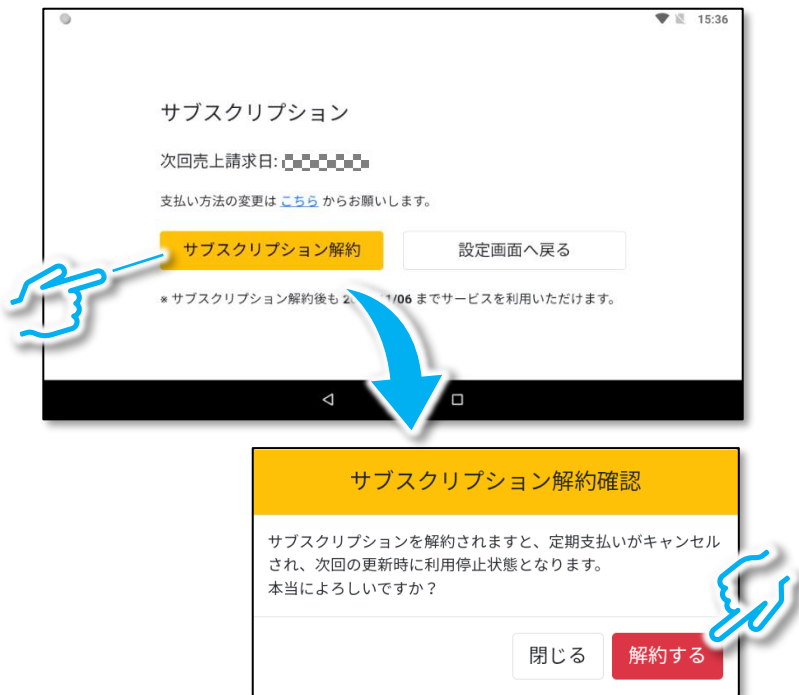 15:36
サブスクリプション
次回売上請求日:
支払い方法の変更は こちら からお願いします。
サブスクリプション解約
設定画面へ戻る
※ サブスクリプション解約後も /06 までサービスを利用いただけます。
サブスクリプション解約確認
サブスクリプションを解約されますと、定期支払いがキャンセル
され、次回の更新時に利用停止状態となります。
本当によろしいですか？
閉じる
解約する